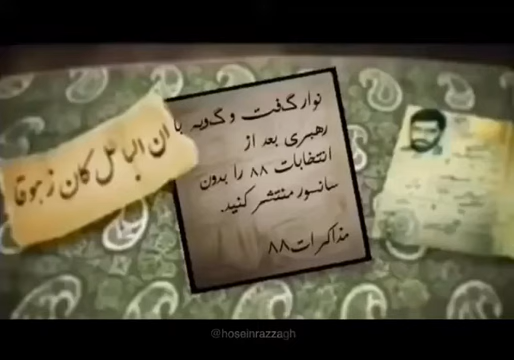 ان الباطل کان زهوقا
نوار گفت و گوی با
رهبری بعد از
انتخابات ۸۸ را بدون
سانسور منتشر کنید.
مذاکرات ۸۸
@hoseinrazzagh